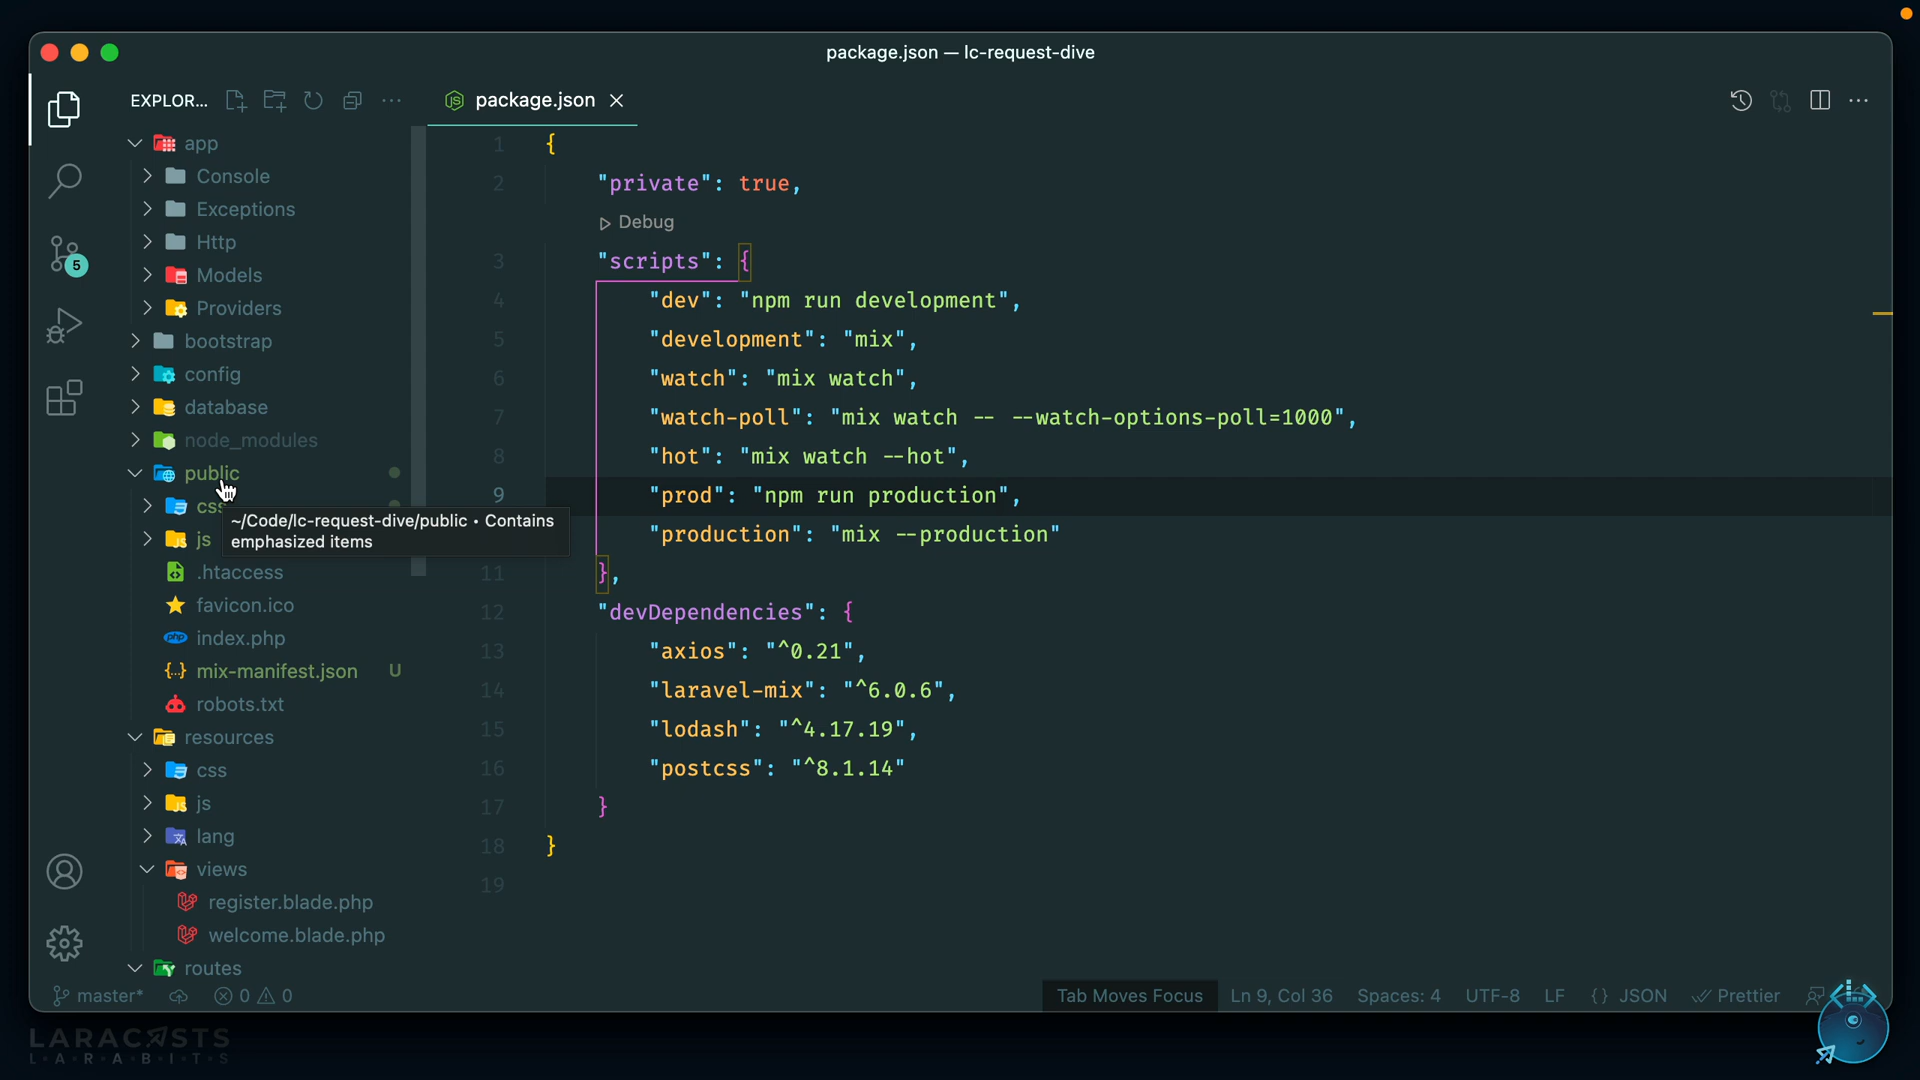 package.json — lc-request-dive
EXPLOR...
package.json
app
Console
Exceptions
Http
Models
Providers
bootstrap
config
database
node_modules
public
css
~/Code/lc-request-dive/public • Contains
emphasized items
js
.htaccess
favicon.ico
index.php
mix-manifest.json U
robots.txt
resources
css
js
lang
views
register.blade.php
welcome.blade.php
routes
5
1 {
2 "private": true,
Debug
3 "scripts": {
4 "dev": "npm run development",
5 "development": "mix",
6 "watch": "mix watch",
7 "watch-poll": "mix watch -- --watch-options-poll=1000",
8 "hot": "mix watch --hot",
9 "prod": "npm run production",
"production": "mix --production"
11 },
12 "devDependencies": {
13 "axios": "^0.21",
14 "laravel-mix": "^6.0.6",
15 "lodash": "^4.17.19",
16 "postcss": "^8.1.14"
17 }
18 }
19
master* 0 0
Tab Moves Focus Ln 9, Col 36 Spaces: 4 UTF-8 LF {} JSON Prettier
LARACASTS
L·A·R·A·B·I·T·S